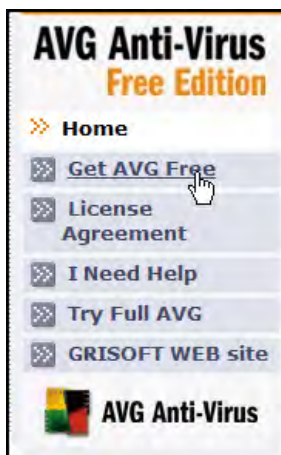 AVG Anti-Virus
Free Edition
Home
Get AVG Free
License
Agreement
I Need Help
Try Full AVG
GRISOFT WEB site
AVG Anti-Virus